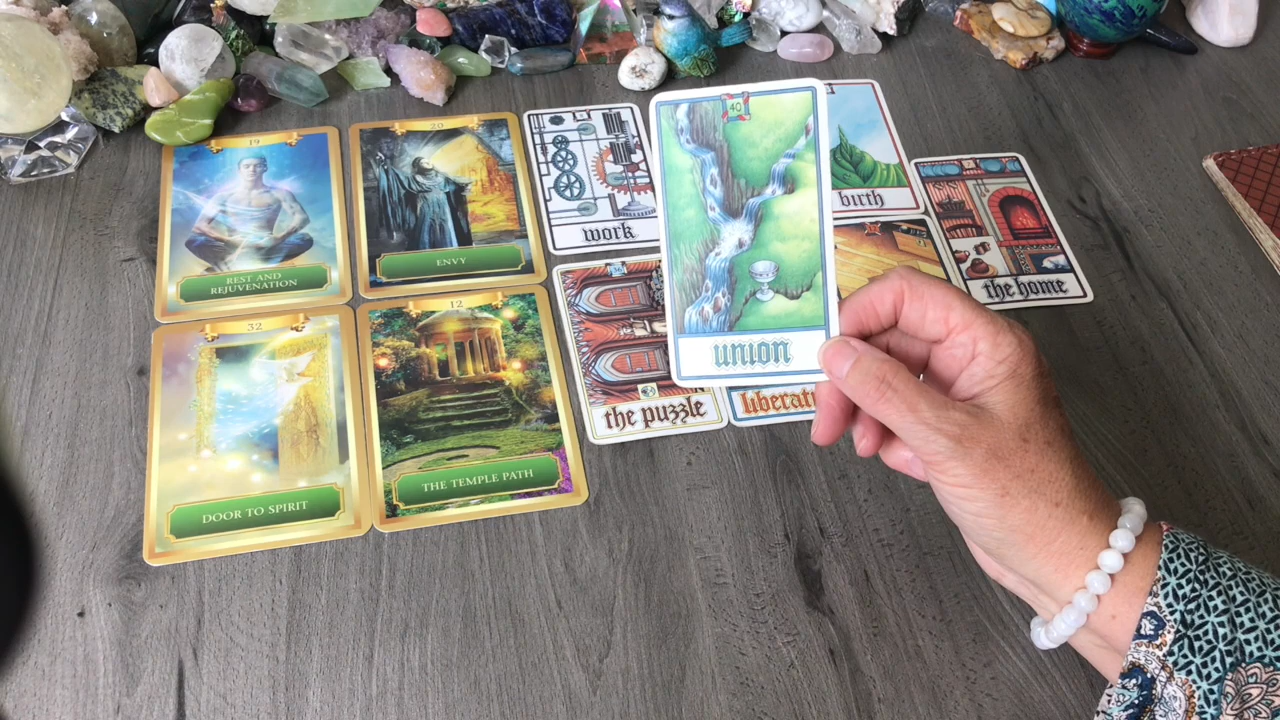 19
REST AND
REJUVENATION
20
ENVY
work
40
union
birth
the home
32
DOOR TO SPIRIT
12
THE TEMPLE PATH
the puzzle